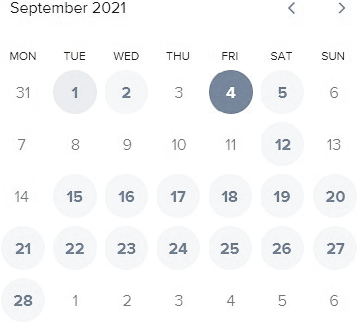 September 2021
MON TUE WED THU FRI SAT SUN
31 1 2 3 4 5 6
7 8 9 10 11 12 13
14 15 16 17 18 19 20
21 22 23 24 25 26 27
28 1 2 3 4 5 6